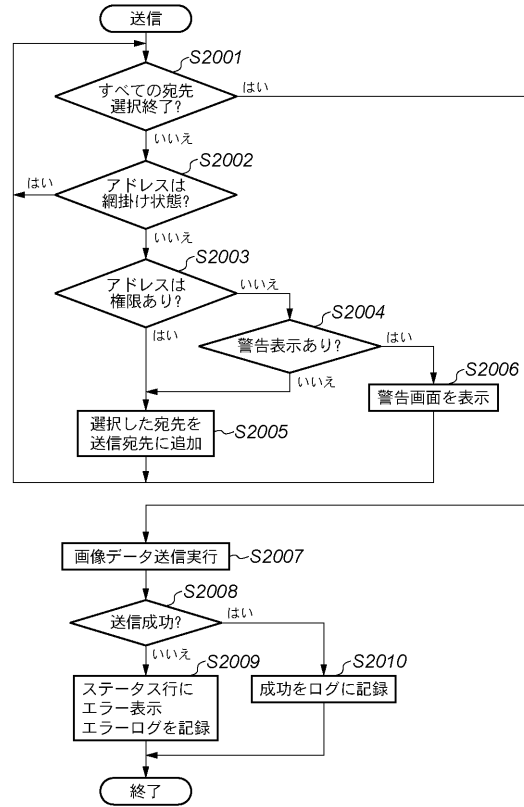 送信
S2001
すべての宛先
選択終了?
はい
いいえ
S2002
アドレスは
網掛け状態?
はい
いいえ
S2003
アドレスは
権限あり?
いいえ
はい
S2004
警告表示あり?
はい
いいえ
S2006
警告画面を表示
選択した宛先を
送信宛先に追加
S2005
画像データ送信実行
S2007
S2008
送信成功?
はい
いいえ
S2009
ステータス行に
エラー表示
エラーログを記録
S2010
成功をログに記録
終了